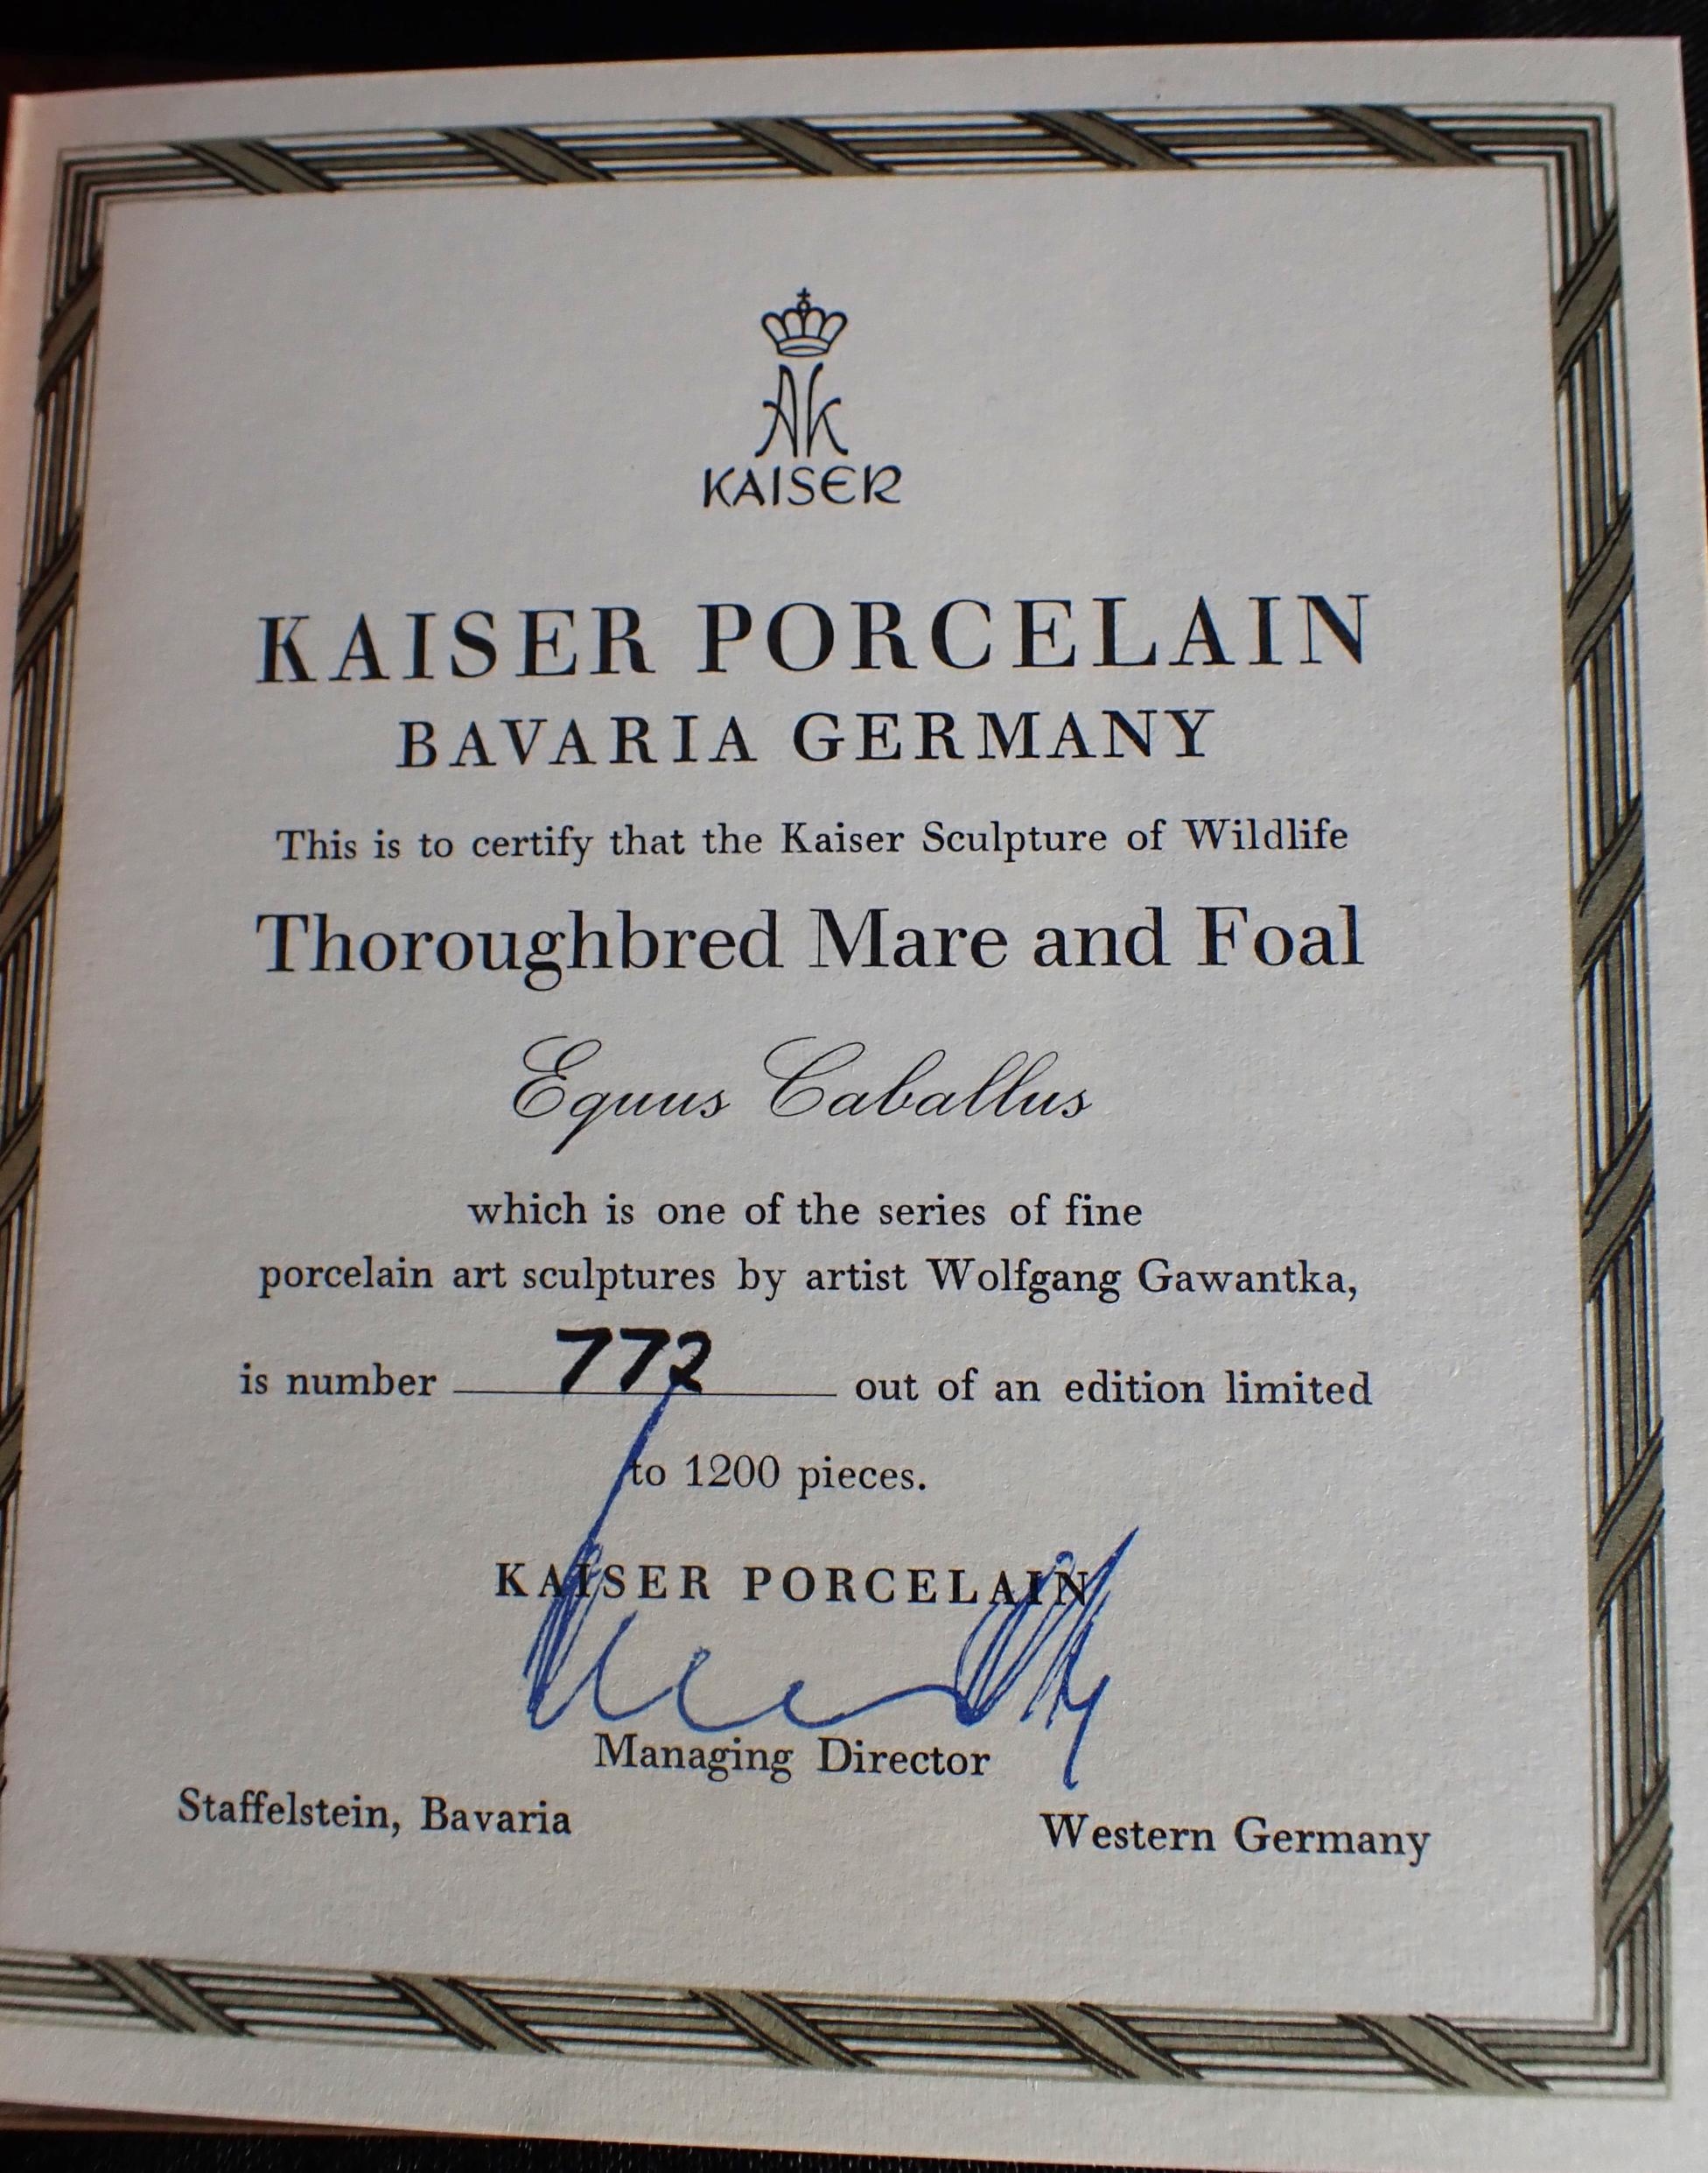 AK
KAISER
KAISER PORCELAIN
BAVARIA GERMANY
This is to certify that the Kaiser Sculpture of Wildlife
Thoroughbred Mare and Foal
Equus Caballus
which is one of the series of fine
porcelain art sculptures by artist Wolfgang Gawantka,
is number 772 out of an edition limited
to 1200 pieces.
KAISER PORCELAIN
Managing Director
Staffelstein, Bavaria
Western Germany